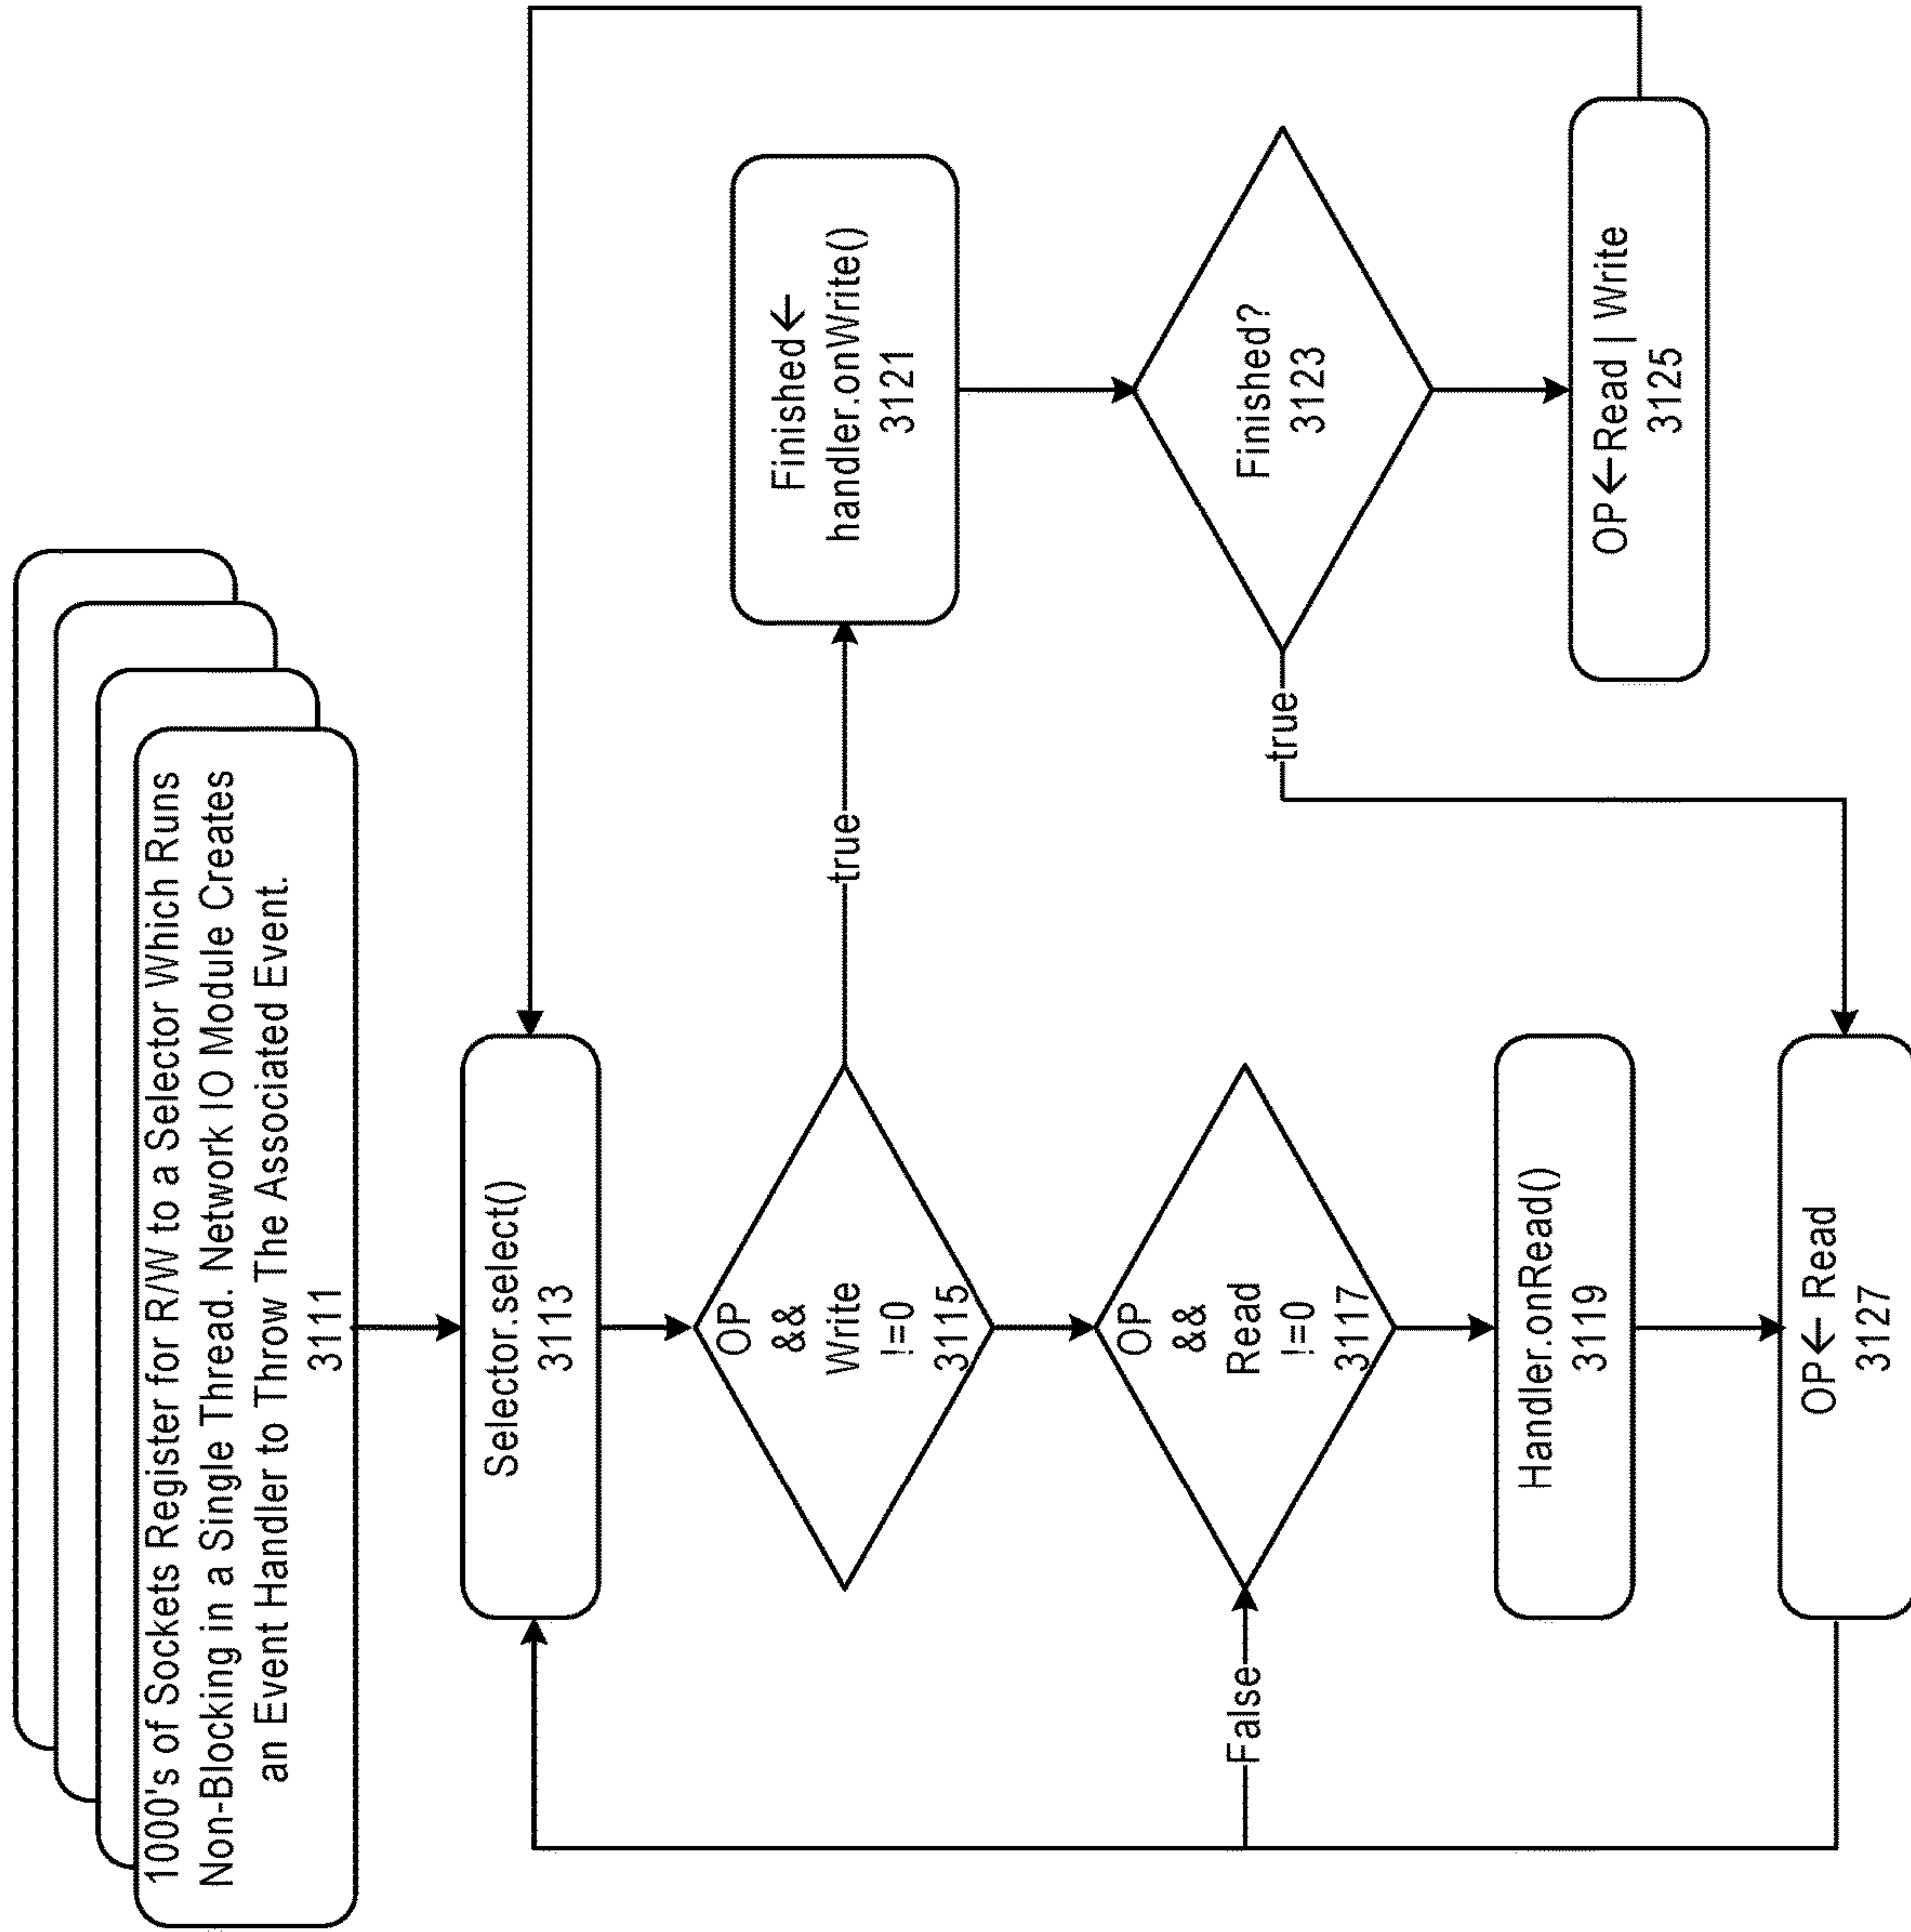 1000's of Sockets Register for R/W to a Selector Which Runs
Non-Blocking in a Single Thread. Network IO Module Creates
an Event Handler to Throw The Associated Event.
3111
Selector.select()
3113
OP
&&
Write
!=0
3115
true
Finished←
handler.onWrite()
3121
OP
&&
Read
!=0
3117
False
Finished?
3123
true
Handler.onRead()
3119
OP←Read | Write
3125
OP← Read
3127